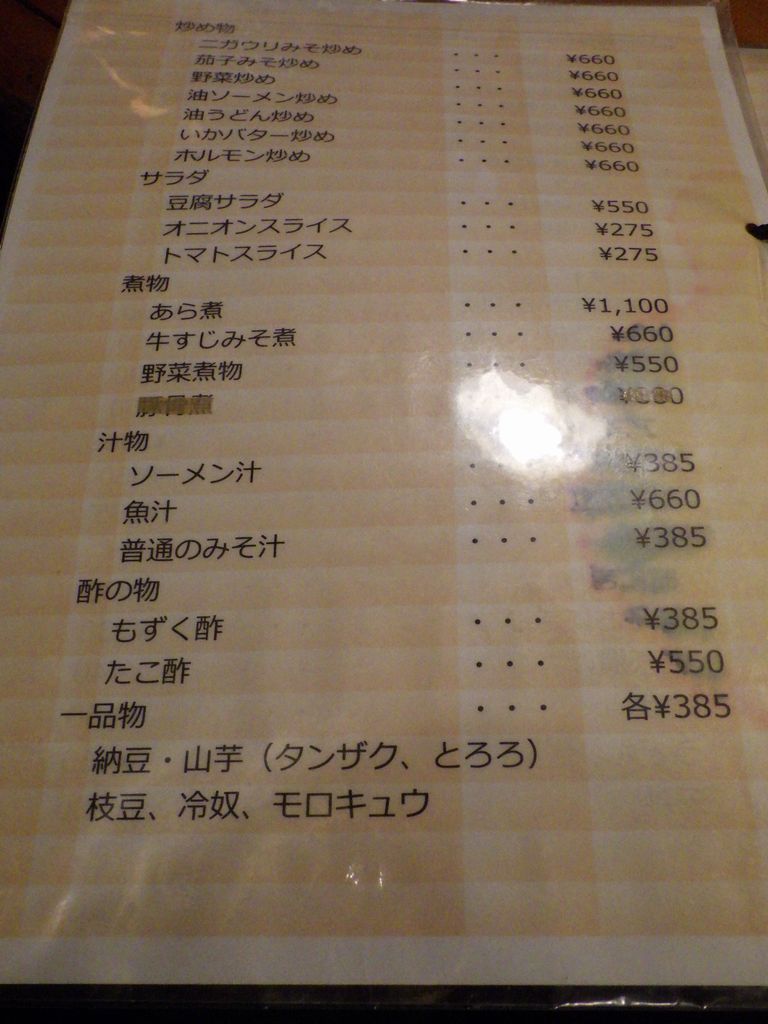 炒め物
ニガウリみそ炒め ・・・ ¥660
茄子みそ炒め ・・・ ¥660
野菜炒め ・・・ ¥660
油ソーメン炒め ・・・ ¥660
油うどん炒め ・・・ ¥660
いかバター炒め ・・・ ¥660
ホルモン炒め ・・・ ¥660
サラダ
豆腐サラダ ・・・ ¥550
オニオンスライス ・・・ ¥275
トマトスライス ・・・ ¥275
煮物
あら煮 ・・・ ¥1,100
牛すじみそ煮 ・・・ ¥660
野菜煮物 ・・・ ¥550
豚骨煮
汁物
ソーメン汁 ・・・ ¥385
魚汁 ・・・ ¥660
普通のみそ汁 ・・・ ¥385
酢の物
もずく酢 ・・・ ¥385
たこ酢 ・・・ ¥550
一品物 ・・・ 各¥385
納豆・山芋（タンザク、とろろ）
枝豆、冷奴、モロキュウ